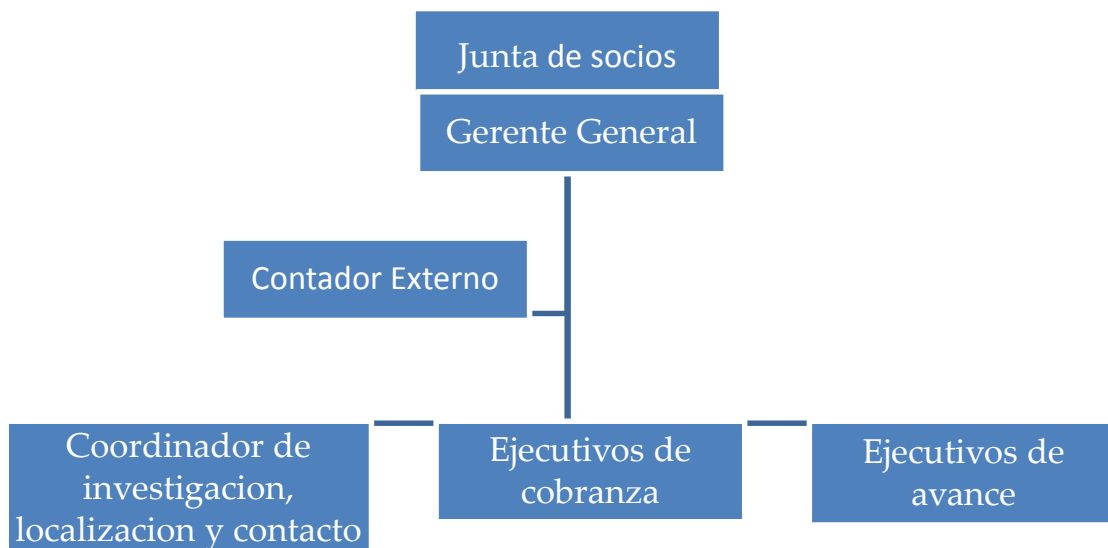 Junta de socios
Gerente General
Contador Externo
Coordinador de
investigacion,
localizacion y contacto
Ejecutivos de
cobranza
Ejecutivos de
avance